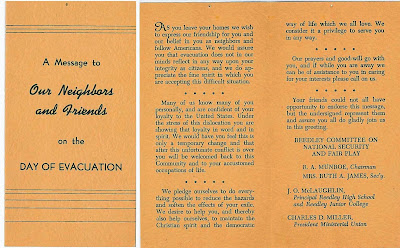 A Message to
Our Neighbors
and Friends
on the
DAY OF EVACUATION
As you leave your homes we wish
to express our friendship for you and
our belief in you as neighbors and
fellow Americans. We would assure
you that evacuation does not in our
minds reflect in any way upon your
integrity as citizens, and we do ap-
preciate the fine spirit in which you
are accepting this difficult situation.
Many of us know many of you
personally, and are confident of your
loyalty to the United States. Under
the stress of this dislocation you are
showing that loyalty in word and in
spirit. We would have you feel this is
only a temporary change and that
after this unfortunate conflict is over
you will be welcomed back to this
Community and to your accustomed
occupations of life.
We pledge ourselves to do every-
thing possible to reduce the hazards
and soften the effects of your exile.
We desire to help you, and thereby
also help ourselves, to maintain the
Christian spirit and the democratic
way of life which we all love. We
consider it a privilege to serve you
in any way.
Our prayers and good-will go with
you, and if while you are away we
can be of assistance to you in caring
for your interests please call on us.
Your friends could not all have
opportunity to endorse this message,
but the undersigned represent them
and assure you all do gladly join us
in this greeting.
REEDLEY COMMITTEE ON
NATIONAL SECURITY
AND FAIR PLAY
R. A. MUNROE, Chairman
MRS. RUTH A. JAMES, Sec'y.
J. O. McLAUGHLIN,
Principal Reedley High School
and Reedley Junior College
CHARLES D. MILLER,
President Ministerial Union